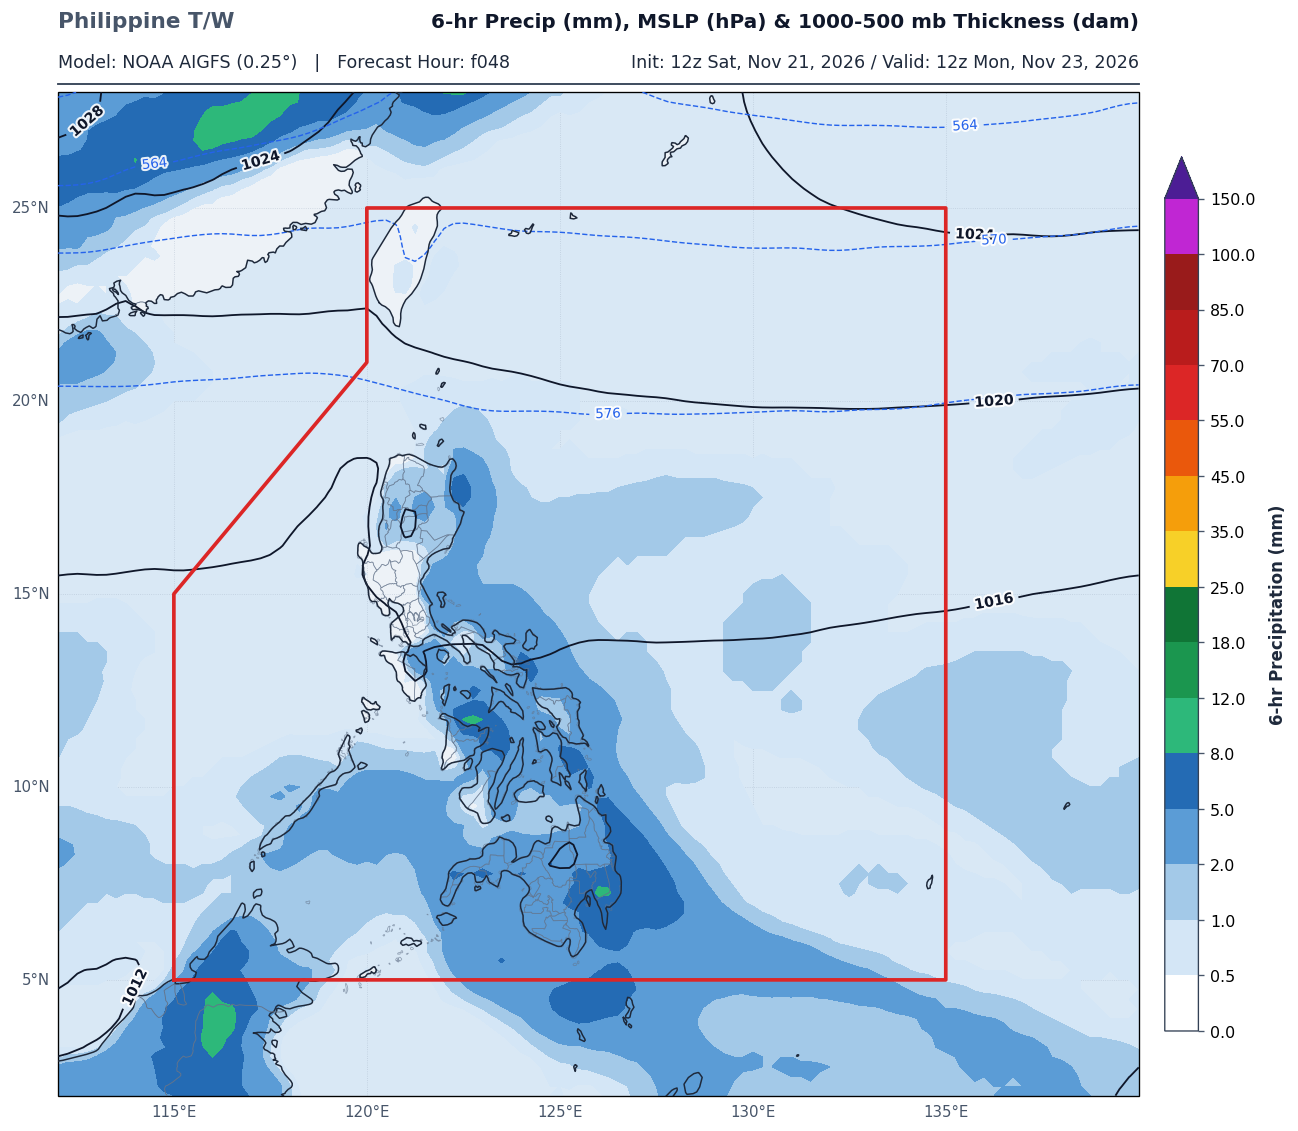 Philippine T/W
6-hr Precip (mm), MSLP (hPa) & 1000-500 mb Thickness (dam)
Model: NOAA AIGFS (0.25°) | Forecast Hour: f048
Init: 12z Sat, Nov 21, 2026 / Valid: 12z Mon, Nov 23, 2026
1028
564
1024
564
1024
570
576
1020
1016
1012
25°N
20°N
15°N
10°N
5°N
115°E
120°E
125°E
130°E
135°E
150.0
100.0
85.0
70.0
55.0
45.0
35.0
25.0
18.0
12.0
8.0
5.0
2.0
1.0
0.5
0.0
6-hr Precipitation (mm)